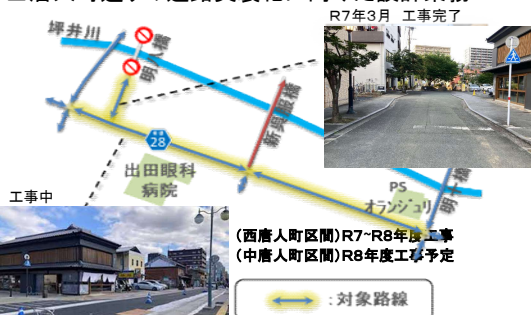 R7年3月 工事完了
坪井川
明八橋
新呉服橋
28
出田眼科
病院
PS
オランジュリ
明十橋
工事中
(西唐人町区間)R7~R8年度工事
(中唐人町区間)R8年度工事予定
:対象路線